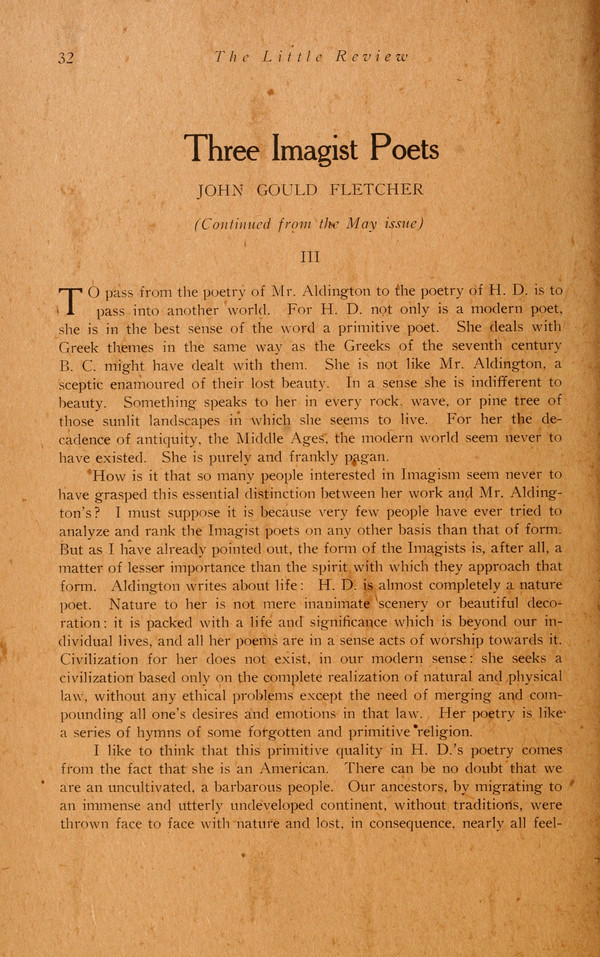 32
The Little Review
Three Imagist Poets
JOHN GOULD FLETCHER
(Continued from the May issue)
III
TO pass from the poetry of Mr. Aldington to the poetry of H. D. is to
pass into another world. For H. D. not only is a modern poet,
she is in the best sense of the word a primitive poet. She deals with
Greek themes in the same way as the Greeks of the seventh century
B. C. might have dealt with them. She is not like Mr. Aldington, a
sceptic enamoured of their lost beauty. In a sense she is indifferent to
beauty. Something speaks to her in every rock, wave, or pine tree of
those sunlit landscapes in which she seems to live. For her the de-
cadence of antiquity, the Middle Ages, the modern world seem never to
have existed. She is purely and frankly pagan.
How is it that so many people interested in Imagism seem never to
have grasped this essential distinction between her work and Mr. Alding-
ton's? I must suppose it is because very few people have ever tried to
analyze and rank the Imagist poets on any other basis than that of form.
But as I have already pointed out, the form of the Imagists is, after all, a
matter of lesser importance than the spirit with which they approach that
form. Aldington writes about life: H. D. is almost completely a nature
poet. Nature to her is not mere inanimate scenery or beautiful deco-
ration: it is packed with a life and significance which is beyond our in-
dividual lives, and all her poems are in a sense acts of worship towards it.
Civilization for her does not exist, in our modern sense: she seeks a
civilization based only on the complete realization of natural and physical
law, without any ethical problems except the need of merging and com-
pounding all one's desires and emotions in that law. Her poetry is like
a series of hymns of some forgotten and primitive religion.
I like to think that this primitive quality in H. D.'s poetry comes
from the fact that she is an American. There can be no doubt that we
are an uncultivated, a barbarous people. Our ancestors, by migrating to
an immense and utterly undeveloped continent, without traditions, were
thrown face to face with nature and lost, in consequence, nearly all feel-